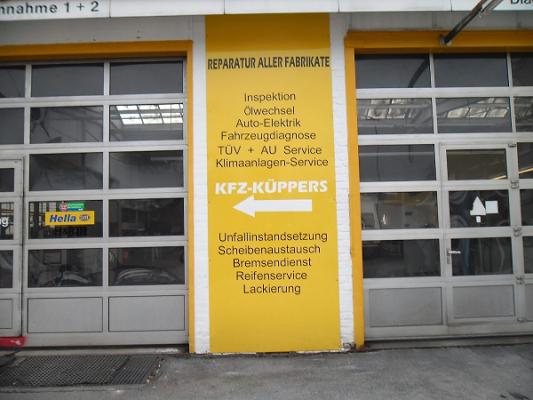 nnahme 1 + 2
REPARATUR ALLER FABRIKATE
Inspektion
Ölwechsel
Auto-Elektrik
Fahrzeugdiagnose
TÜV + AU Service
Klimaanlagen-Service
KFZ-KÜPPERS
Unfallinstandsetzung
Scheibenaustausch
Bremsendienst
Reifenservice
Lackierung
Hella